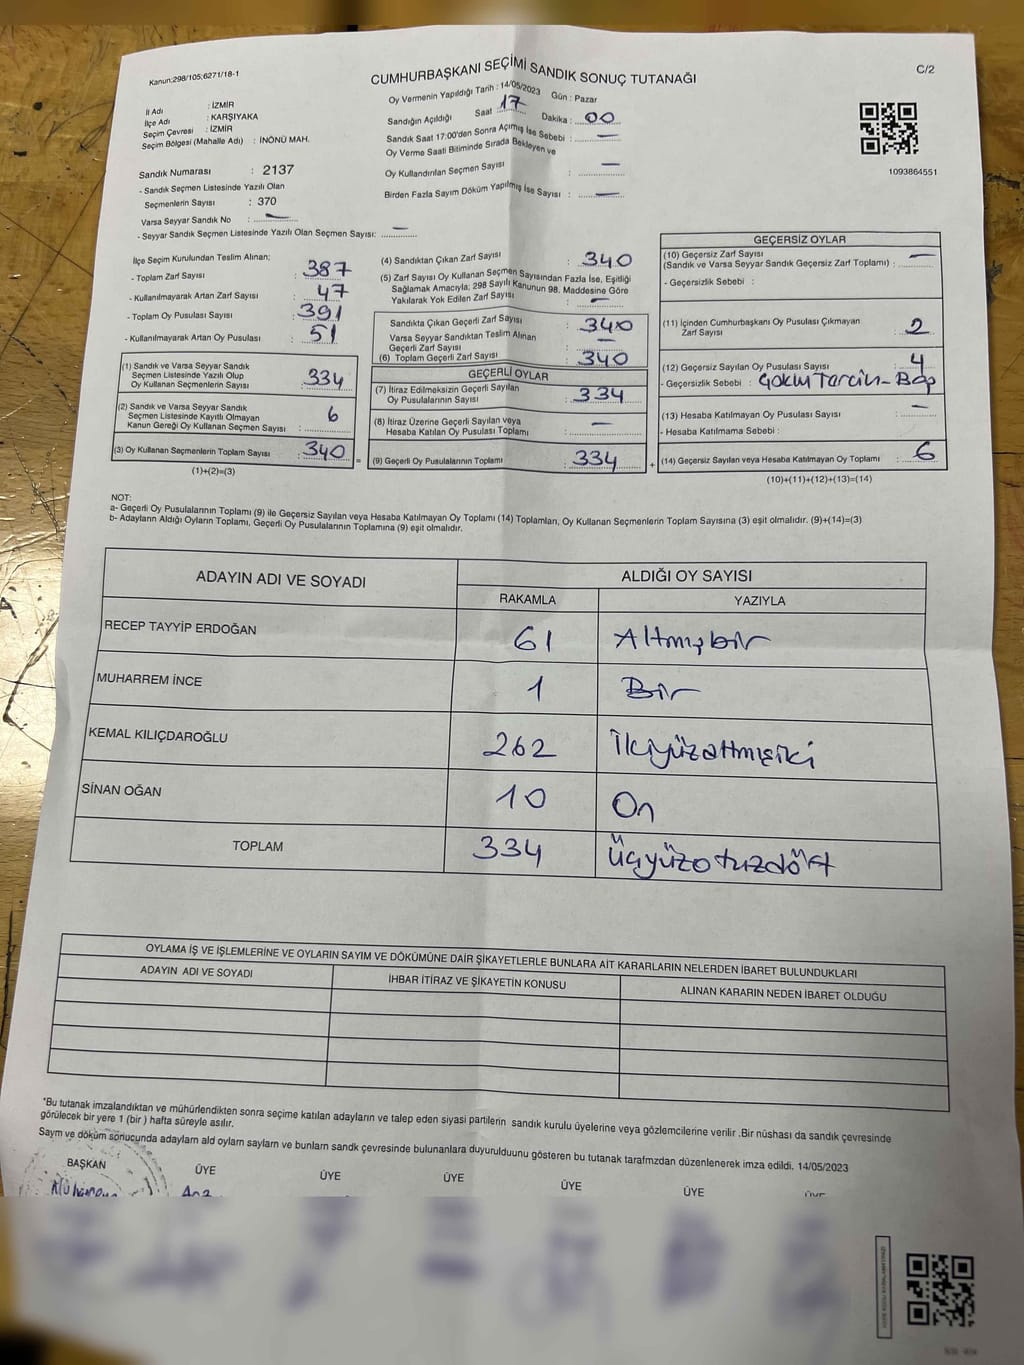 Kanun:298/105;6271/18-1
CUMHURBAŞKANI SEÇİMİ SANDIK SONUÇ TUTANAĞI
C/2
İl Adı : İZMİR
İlçe Adı : KARŞIYAKA
Seçim Çevresi : İZMİR
Seçim Bölgesi (Mahalle Adı) : İNÖNÜ MAH.
Sandık Numarası : 2137
- Sandık Seçmen Listesinde Yazılı Olan
Seçmenlerin Sayısı : 370
Varsa Seyyar Sandık No : —
- Seyyar Sandık Seçmen Listesinde Yazılı Olan Seçmen Sayısı: —
Oy Vermenin Yapıldığı Tarih : 14/05/2023 Gün : Pazar
Sandığın Açıldığı Saat 17 Dakika : 00
Sandık Saat 17:00'den Sonra Açımış İse Sebebi : —
Oy Verme Saati Bitiminde Sırada Bekleyen ve
Oy Kullandırılan Seçmen Sayısı : —
Birden Fazla Sayım Döküm Yapılmış İse Sayısı : —
1093864551
İlçe Seçim Kurulundan Teslim Alınan;
- Toplam Zarf Sayısı : 387
- Kullanılmayarak Artan Zarf Sayısı : 47
- Toplam Oy Pusulası Sayısı : 391
- Kullanılmayarak Artan Oy Pusulası : 51
(1) Sandık ve Varsa Seyyar Sandık
Seçmen Listesinde Yazılı Olup
Oy Kullanan Seçmenlerin Sayısı : 334
(2) Sandık ve Varsa Seyyar Sandık
Seçmen Listesinde Kayıtlı Olmayan
Kanun Gereği Oy Kullanan Seçmen Sayısı : 6
(3) Oy Kullanan Seçmenlerin Toplam Sayısı : 340
(1)+(2)=(3)
(4) Sandıktan Çıkan Zarf Sayısı : 340
(5) Zarf Sayısı Oy Kullanan Seçmen Sayısından Fazla İse, Eşitliği
Sağlamak Amacıyla; 298 Sayılı Kanunun 98. Maddesine Göre
Yakılarak Yok Edilen Zarf Sayısı : —
Sandıkta Çıkan Geçerli Zarf Sayısı : 340
Varsa Seyyar Sandıktan Teslim Alınan
Geçerli Zarf Sayısı : —
(6) Toplam Geçerli Zarf Sayısı : 340
GEÇERLİ OYLAR
(7) İtiraz Edilmeksizin Geçerli Sayılan
Oy Pusulalarının Sayısı : 334
(8) İtiraz Üzerine Geçerli Sayılan veya
Hesaba Katılan Oy Pusulası Toplamı : —
= (9) Geçerli Oy Pusulalarının Toplamı : 334 +
GEÇERSİZ OYLAR
(10) Geçersiz Zarf Sayısı
(Sandık ve Varsa Seyyar Sandık Geçersiz Zarf Toplamı) : —
- Geçersizlik Sebebi :
(11) İçinden Cumhurbaşkanı Oy Pusulası Çıkmayan
Zarf Sayısı : 2
(12) Geçersiz Sayılan Oy Pusulası Sayısı : 4
- Geçersizlik Sebebi :
(13) Hesaba Katılmayan Oy Pusulası Sayısı : —
- Hesaba Katılmama Sebebi :
(14) Geçersiz Sayılan veya Hesaba Katılmayan Oy Toplamı : 6
(10)+(11)+(12)+(13)=(14)
NOT:
a- Geçerli Oy Pusulalarının Toplamı (9) ile Geçersiz Sayılan veya Hesaba Katılmayan Oy Toplamı (14) Toplamları, Oy Kullanan Seçmenlerin Toplam Sayısına (3) eşit olmalıdır. (9)+(14)=(3)
b- Adayların Aldığı Oyların Toplamı, Geçerli Oy Pusulalarının Toplamına (9) eşit olmalıdır.
ADAYIN ADI VE SOYADI ALDIĞI OY SAYISI
RAKAMLA YAZIYLA
RECEP TAYYİP ERDOĞAN 61 Altmışbir
MUHARREM İNCE 1 Bir
KEMAL KILIÇDAROĞLU 262 İkiyüzaltmışiki
SİNAN OĞAN 10 On
TOPLAM 334 Üçyüzotuzdört
OYLAMA İŞ VE İŞLEMLERİNE VE OYLARIN SAYIM VE DÖKÜMÜNE DAİR ŞİKAYETLERLE BUNLARA AİT KARARLARIN NELERDEN İBARET BULUNDUKLARI
ADAYIN ADI VE SOYADI İHBAR İTİRAZ VE ŞİKAYETİN KONUSU ALINAN KARARIN NEDEN İBARET OLDUĞU
*Bu tutanak imzalandıktan ve mühürlendikten sonra seçime katılan adayların ve talep eden siyasi partilerin sandık kurulu üyelerine veya gözlemcilerine verilir .Bir nüshası da sandık çevresinde
görülecek bir yere 1 (bir ) hafta süreyle asılır.
Sayım ve döküm sonucunda adayların ald oylam saylarn ve bunlarn sandk çevresinde bulunanlara duyurulduunu gösteren bu tutanak tarafmzdan düzenlenerek imza edildi. 14/05/2023
BAŞKAN ÜYE ÜYE ÜYE ÜYE ÜYE ÜYE